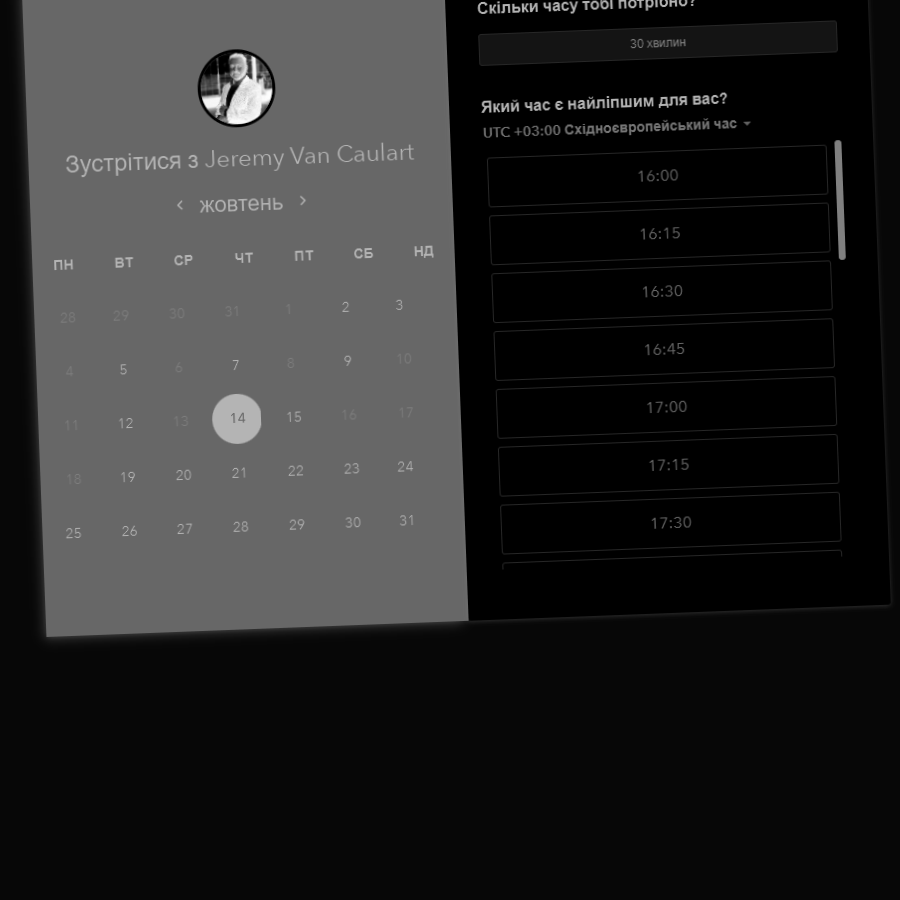 Зустрітися з Jeremy Van Caulart
жовтень
ПН ВТ СР ЧТ ПТ СБ НД
28 29 30 31 1 2 3
4 5 6 7 8 9 10
11 12 13 14 15 16 17
18 19 20 21 22 23 24
25 26 27 28 29 30 31
Скільки часу тобі потрібно?
30 хвилин
Який час є найліпшим для вас?
UTC +03:00 Східноєвропейський час
16:00
16:15
16:30
16:45
17:00
17:15
17:30